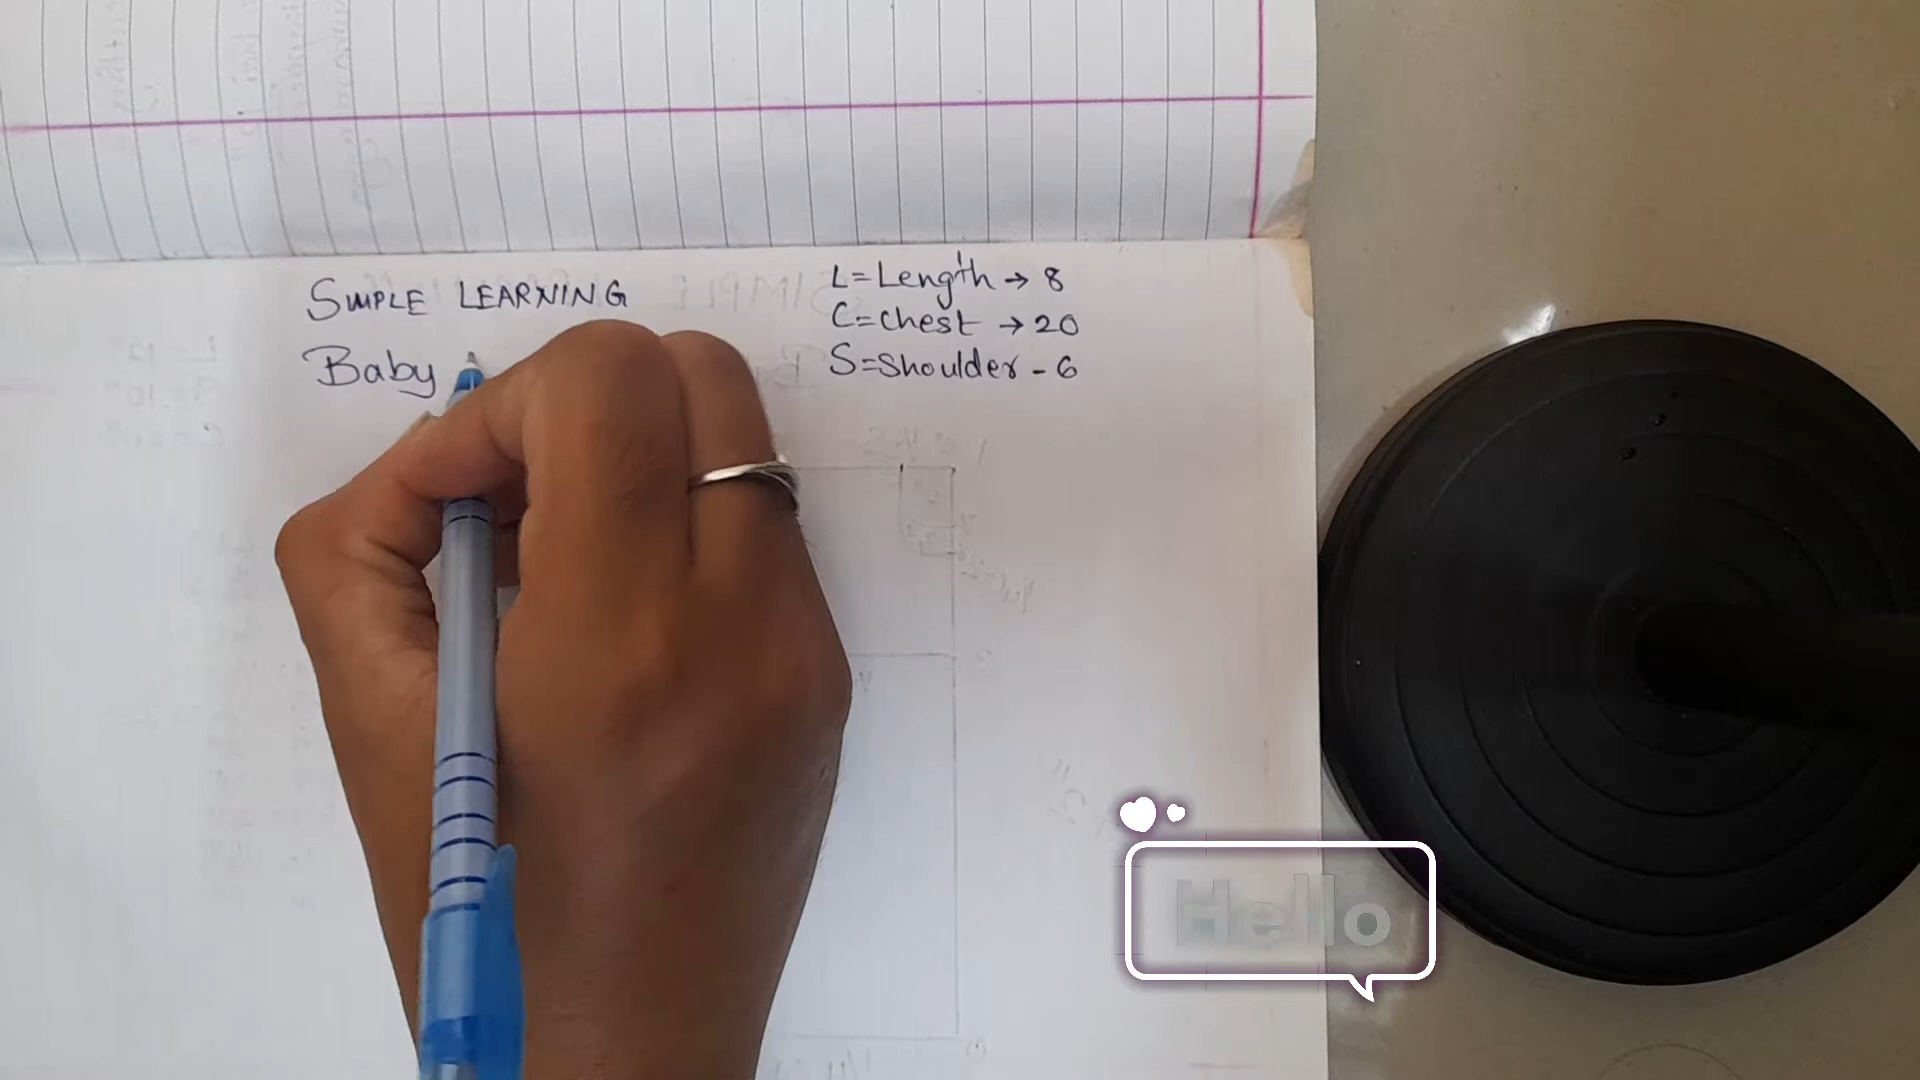 SIMPLE LEARNING
Baby
L=Length → 8
C=chest → 20
S=Shoulder - 6
Hello